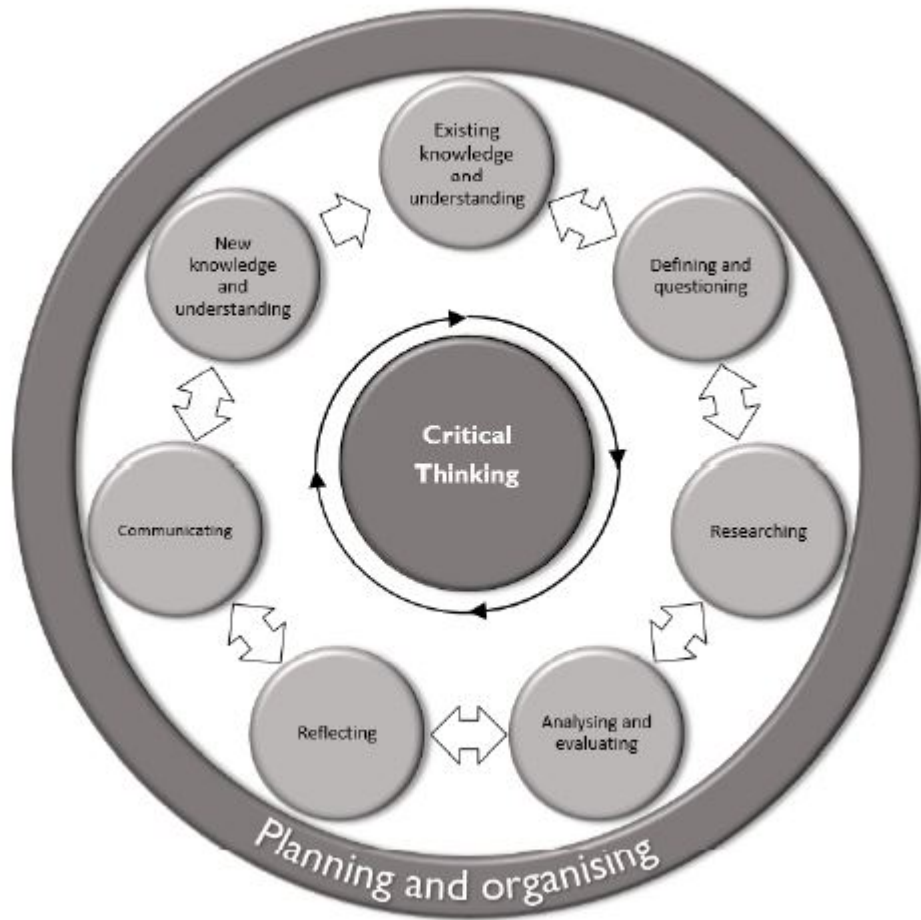 Existing
knowledge
and
understanding
Defining and
questioning
Researching
Analysing and
evaluating
Reflecting
Communicating
New
knowledge
and
understanding
Critical
Thinking
Planning and organising